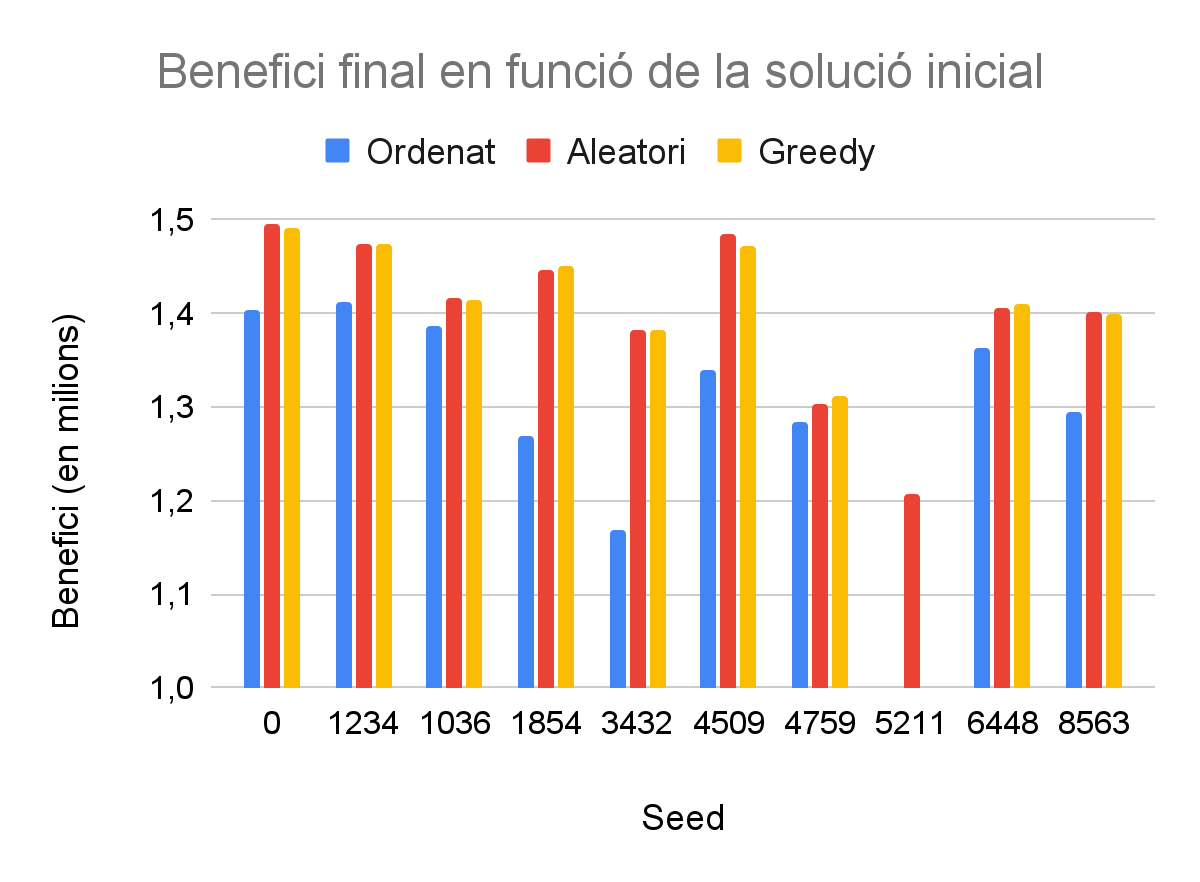 Benefici final en funció de la solució inicial
Ordenat Aleatori Greedy
1,5
1,4
1,3
1,2
1,1
1,0
Benefici (en milions)
0 1234 1036 1854 3432 4509 4759 5211 6448 8563
Seed